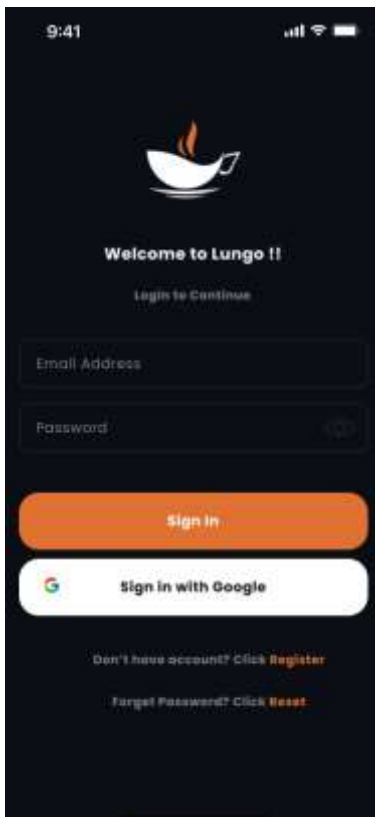 9:41
Welcome to Lungo !!
Login to Continue
Email Address
Password
Sign In
Sign in with Google
Don't have account? Click Register
Forget Password? Click Reset